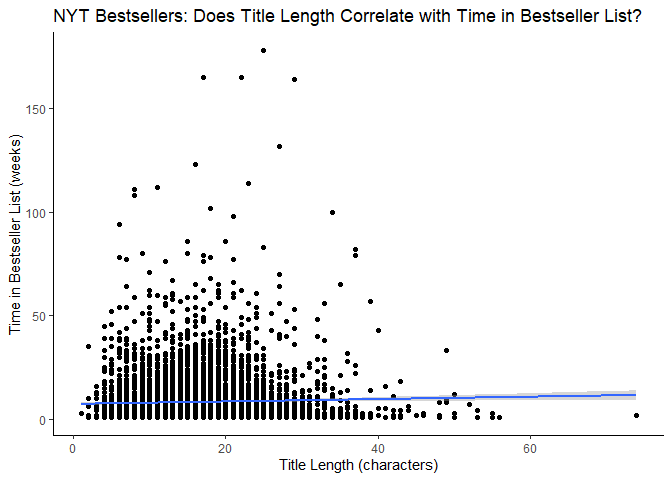 NYT Bestsellers: Does Title Length Correlate with Time in Bestseller List?
Time in Bestseller List (weeks)
150
100
50
0
0 20 40 60
Title Length (characters)